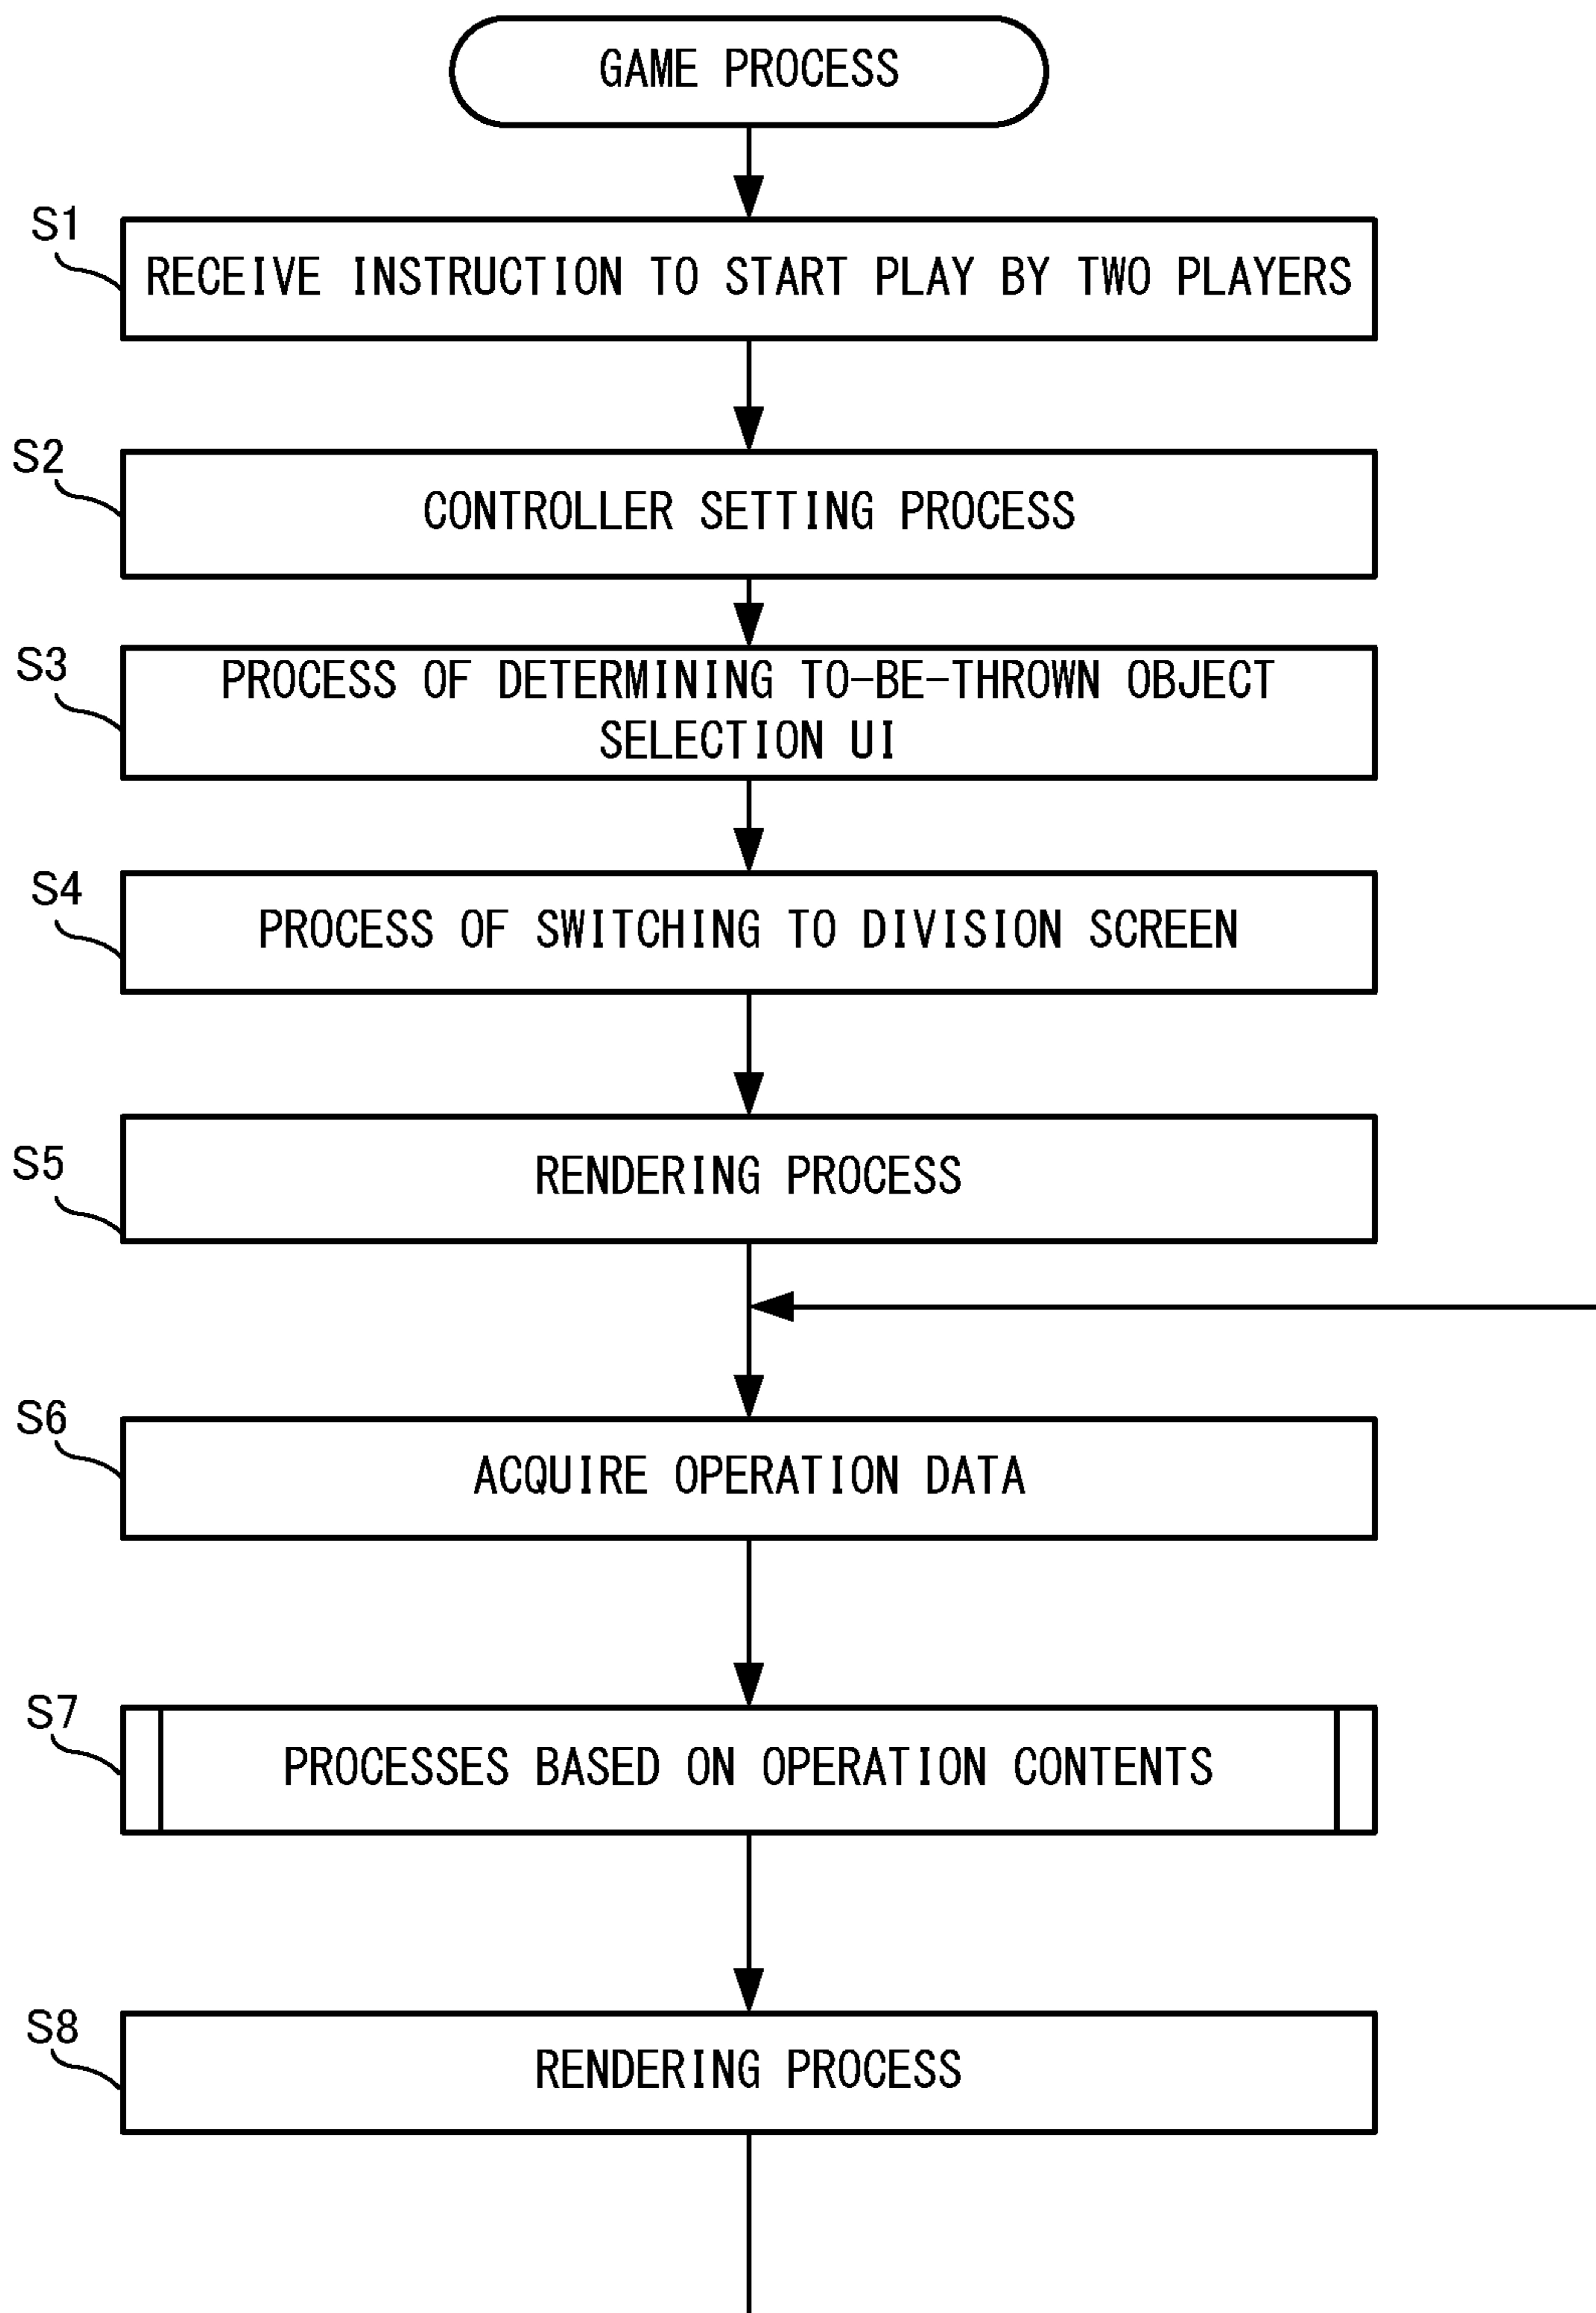 GAME PROCESS
S1
RECEIVE INSTRUCTION TO START PLAY BY TWO PLAYERS
S2
CONTROLLER SETTING PROCESS
S3
PROCESS OF DETERMINING TO-BE-THROWN OBJECT
SELECTION UI
S4
PROCESS OF SWITCHING TO DIVISION SCREEN
S5
RENDERING PROCESS
S6
ACQUIRE OPERATION DATA
S7
PROCESSES BASED ON OPERATION CONTENTS
S8
RENDERING PROCESS